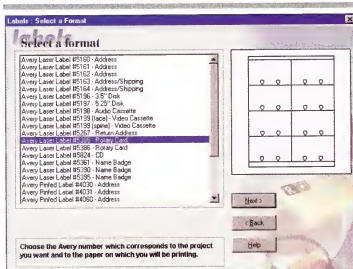 Labels : Select a Format
labels
Select a format
Avery Laser Label #5160 - Address
Avery Laser Label #5161 - Address
Avery Laser Label #5162 - Address
Avery Laser Label #5163 - Address/Shipping
Avery Laser Label #5164 - Address/Shipping
Avery Laser Label #5196 - 3.5" Disk
Avery Laser Label #5197 - 5.25" Disk
Avery Laser Label #5198 - Audio Cassette
Avery Laser Label #5199 (face) - Video Cassette
Avery Laser Label #5199 (spine) - Video Cassette
Avery Laser Label #5267 - Return Address
Rotary Card
Avery Laser Label #5386 - Rotary Card
Avery Laser Label #5824 - CD
Avery Laser Label #5361 - Name Badge
Avery Laser Label #5390 - Name Badge
Avery Laser Label #5395 - Name Badge
Avery Pinfed Label #4030 - Address
Avery Pinfed Label #4031 - Address
Avery Pinfed Label #4060 - Address
Next >
< Back
Help
Choose the Avery number which corresponds to the project
you want and to the paper on which you will be printing.